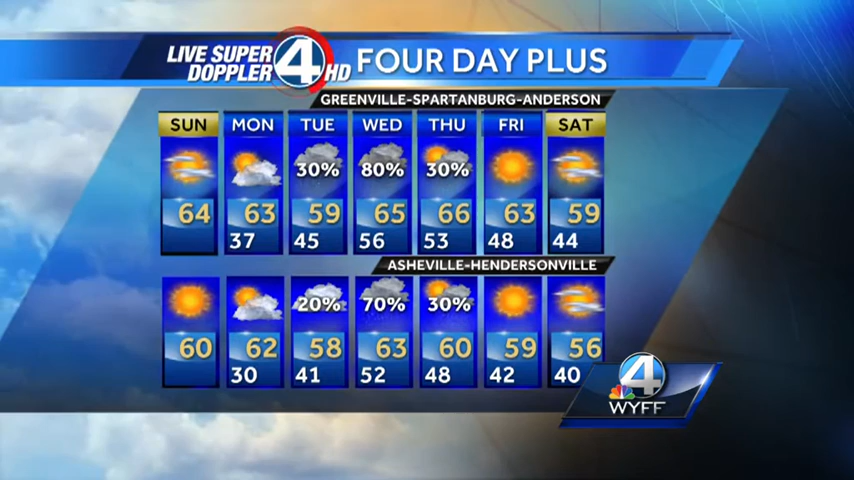 LIVE SUPER DOPPLER 4 HD FOUR DAY PLUS
GREENVILLE-SPARTANBURG-ANDERSON
SUN MON TUE WED THU FRI SAT
30% 80% 30%
64 63 59 65 66 63 59
37 45 56 53 48 44
ASHEVILLE-HENDERSONVILLE
20% 70% 30%
60 62 58 63 60 59 56
30 41 52 48 42 40
4
WYFF